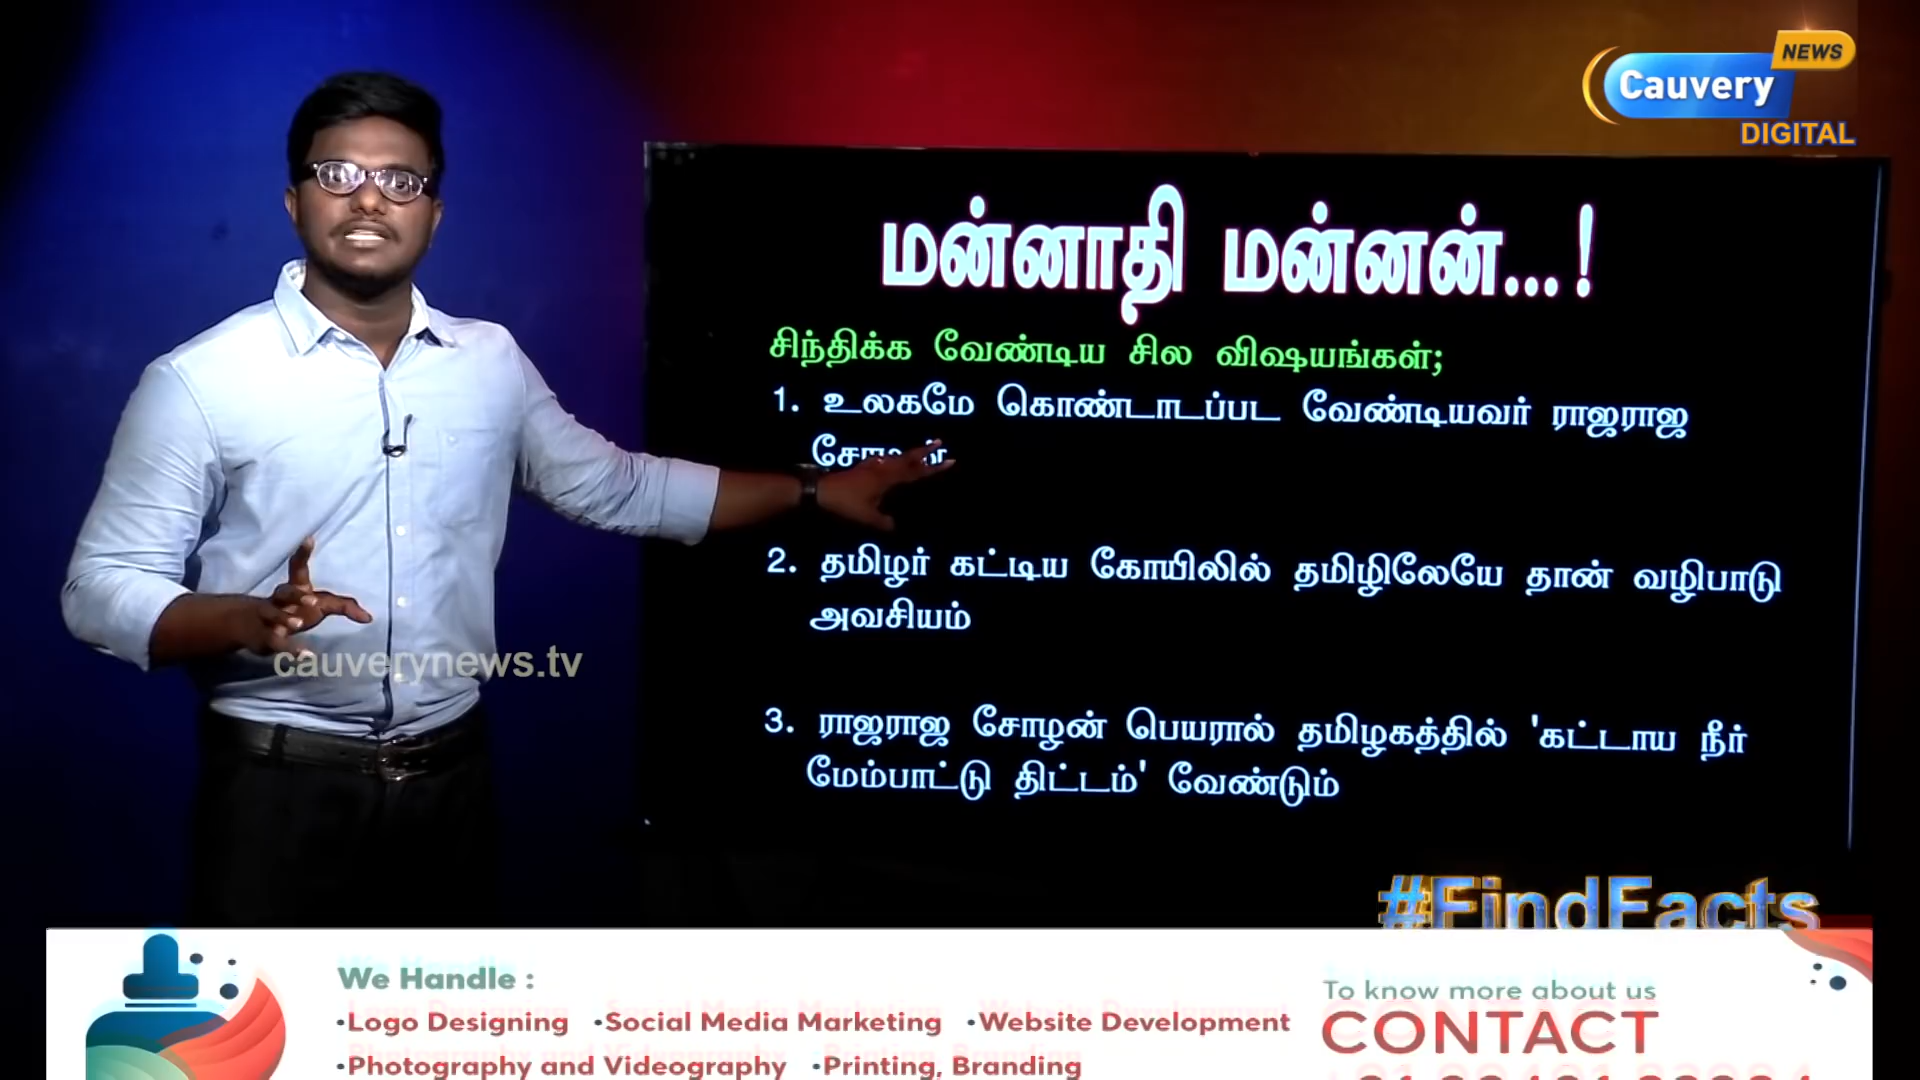 NEWS
Cauvery
DIGITAL
மன்னாதி மன்னன்...!
சிந்திக்க வேண்டிய சில விஷயங்கள்;
1. உலகமே கொண்டாடப்பட வேண்டியவர் ராஜராஜ
2. தமிழர் கட்டிய கோயிலில் தமிழிலேயே தான் வழிபாடு
அவசியம்
cauverynews.tv
3. ராஜராஜ சோழன் பெயரால் தமிழகத்தில் 'கட்டாய நீர்
மேம்பாட்டு திட்டம்' வேண்டும்
#FindFacts
We Handle :
•Logo Designing •Social Media Marketing •Website Development
•Photography and Videography •Printing, Branding
To know more about us
CONTACT